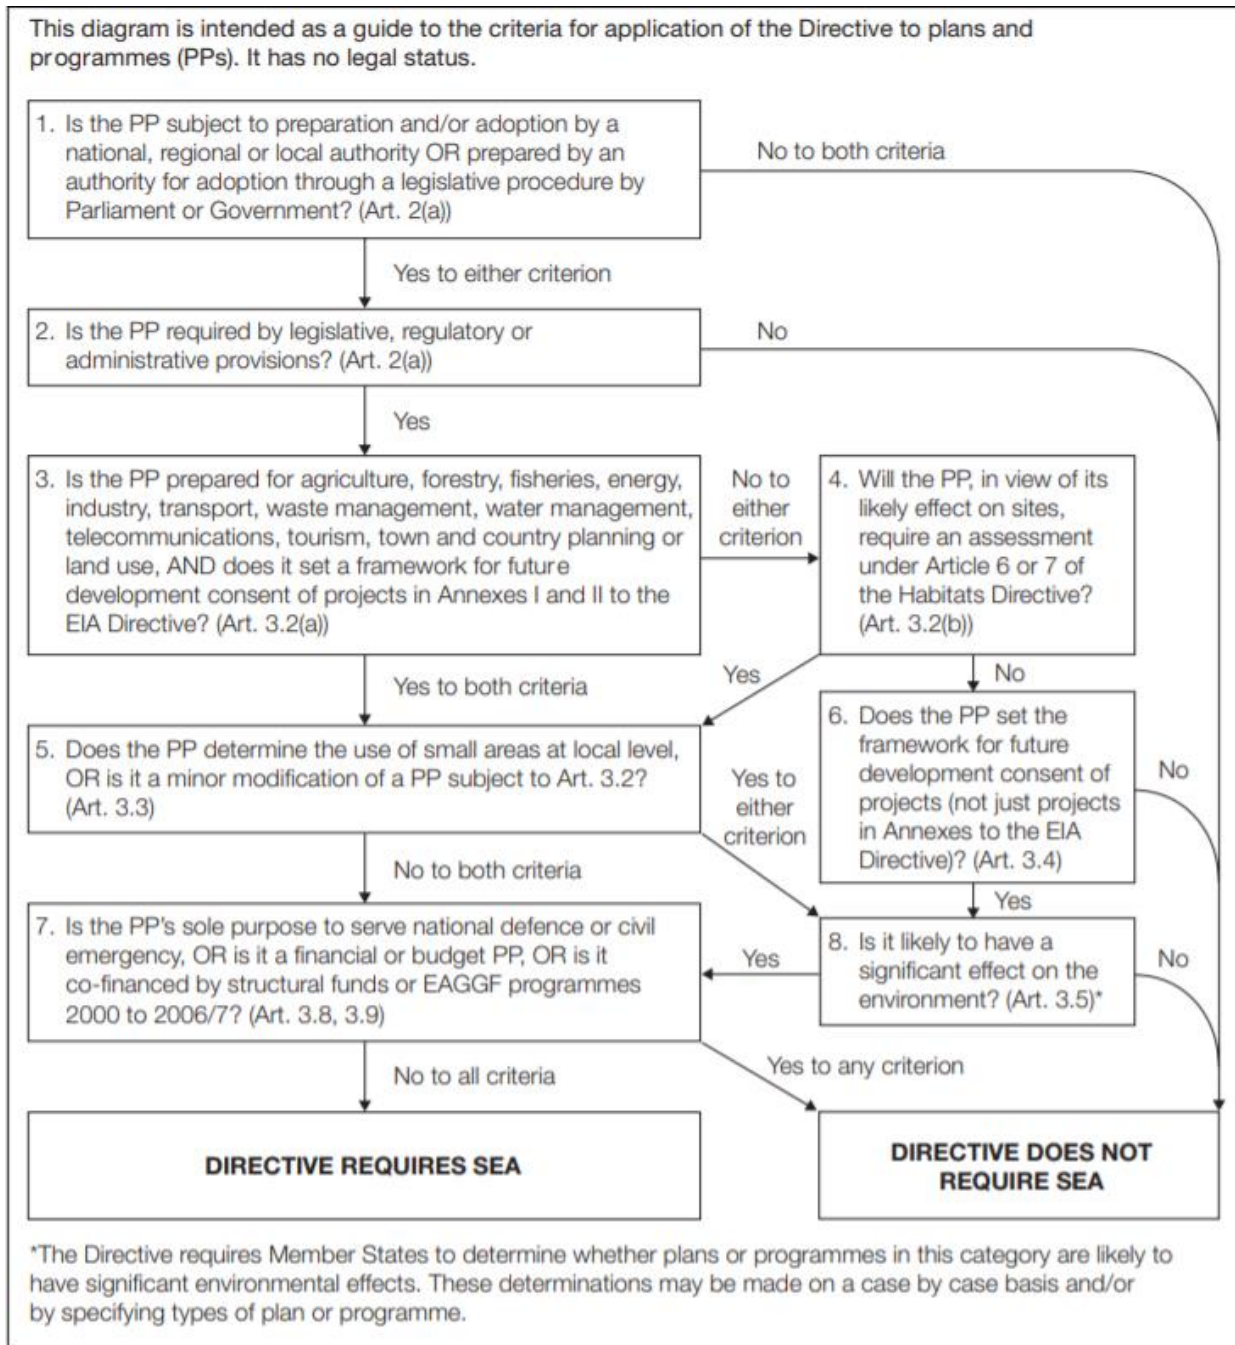 This diagram is intended as a guide to the criteria for application of the Directive to plans and
programmes (PPs). It has no legal status.
1. Is the PP subject to preparation and/or adoption by a
national, regional or local authority OR prepared by an
authority for adoption through a legislative procedure by
Parliament or Government? (Art. 2(a))
No to both criteria
Yes to either criterion
2. Is the PP required by legislative, regulatory or
administrative provisions? (Art. 2(a))
No
Yes
3. Is the PP prepared for agriculture, forestry, fisheries, energy,
industry, transport, waste management, water management,
telecommunications, tourism, town and country planning or
land use, AND does it set a framework for future
development consent of projects in Annexes I and II to the
EIA Directive? (Art. 3.2(a))
No to
either
criterion
4. Will the PP, in view of its
likely effect on sites,
require an assessment
under Article 6 or 7 of
the Habitats Directive?
(Art. 3.2(b))
Yes to both criteria
Yes
No
5. Does the PP determine the use of small areas at local level,
OR is it a minor modification of a PP subject to Art. 3.2?
(Art. 3.3)
Yes to
either
criterion
6. Does the PP set the
framework for future
development consent of
projects (not just projects
in Annexes to the EIA
Directive)? (Art. 3.4)
No
No to both criteria
Yes
7. Is the PP's sole purpose to serve national defence or civil
emergency, OR is it a financial or budget PP, OR is it
co-financed by structural funds or EAGGF programmes
2000 to 2006/7? (Art. 3.8, 3.9)
Yes
8. Is it likely to have a
significant effect on the
environment? (Art. 3.5)*
No
No to all criteria
Yes to any criterion
DIRECTIVE REQUIRES SEA
DIRECTIVE DOES NOT
REQUIRE SEA
*The Directive requires Member States to determine whether plans or programmes in this category are likely to
have significant environmental effects. These determinations may be made on a case by case basis and/or
by specifying types of plan or programme.